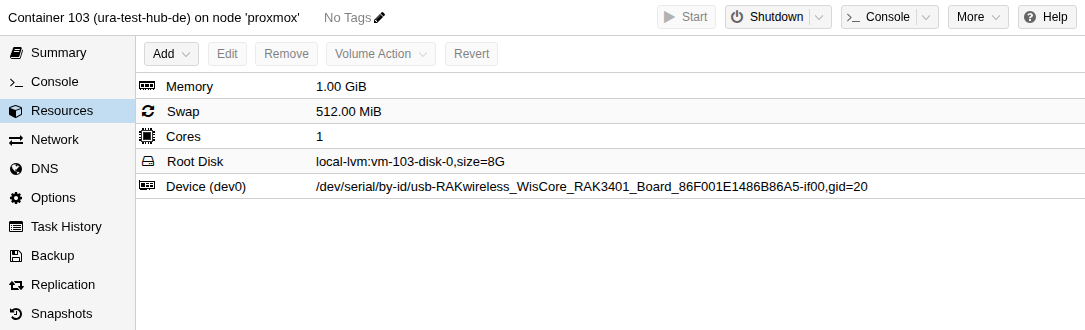 Container 103 (ura-test-hub-de) on node 'proxmox' No Tags Start Shutdown Console More Help
Summary
Console
Resources
Network
DNS
Options
Task History
Backup
Replication
Snapshots
Add Edit Remove Volume Action Revert
Memory 1.00 GiB
Swap 512.00 MiB
Cores 1
Root Disk local-lvm:vm-103-disk-0,size=8G
Device (dev0) /dev/serial/by-id/usb-RAKwireless_WisCore_RAK3401_Board_86F001E1486B86A5-if00,gid=20